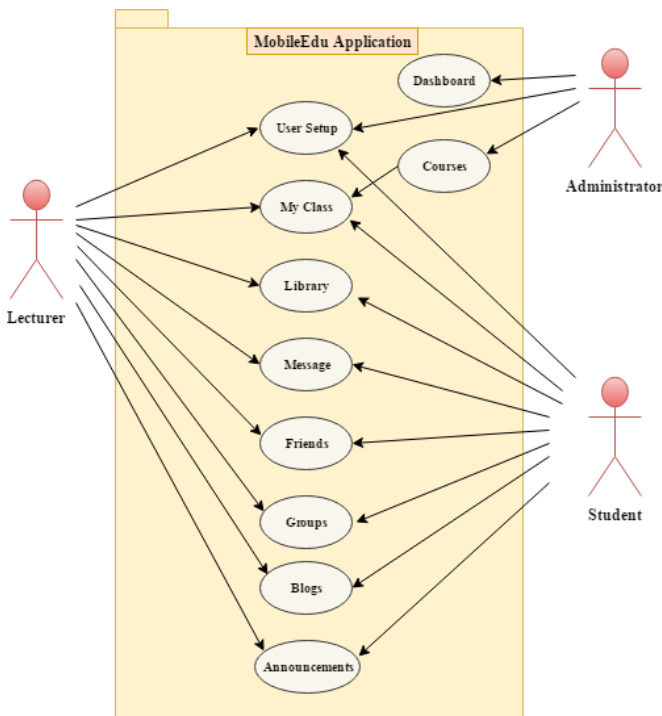 MobileEdu Application
Dashboard
User Setup
Courses
Administrator
My Class
Library
Lecturer
Message
Friends
Groups
Student
Blogs
Announcements